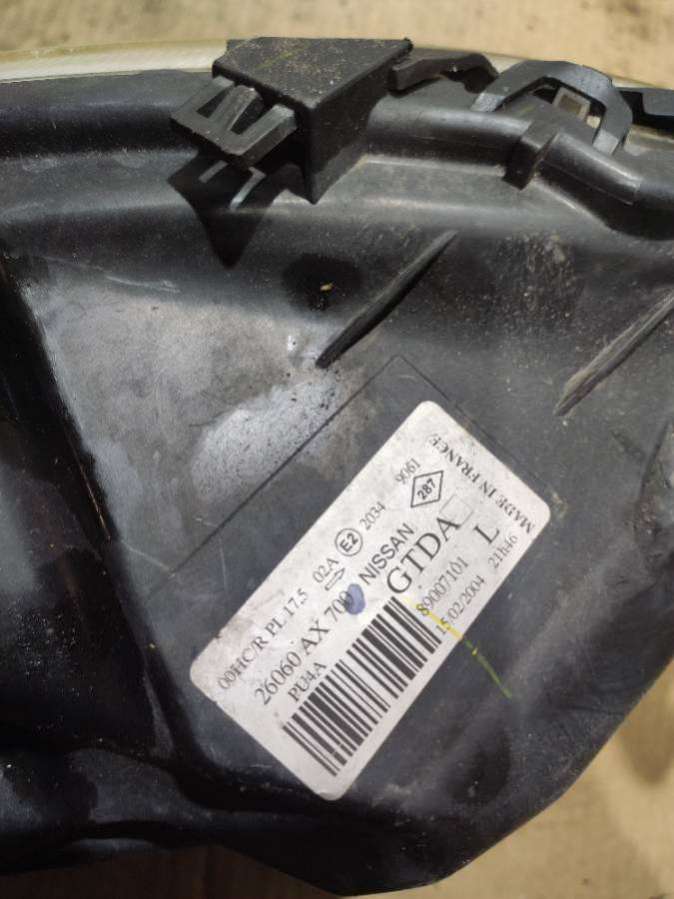 00HC/R PL 17.5 02A E2 2034 9061
287
26060 AX 700 NISSAN
PU4A GTDA
89007101 L
15/02/2004 21h46
MADE IN FRANCE